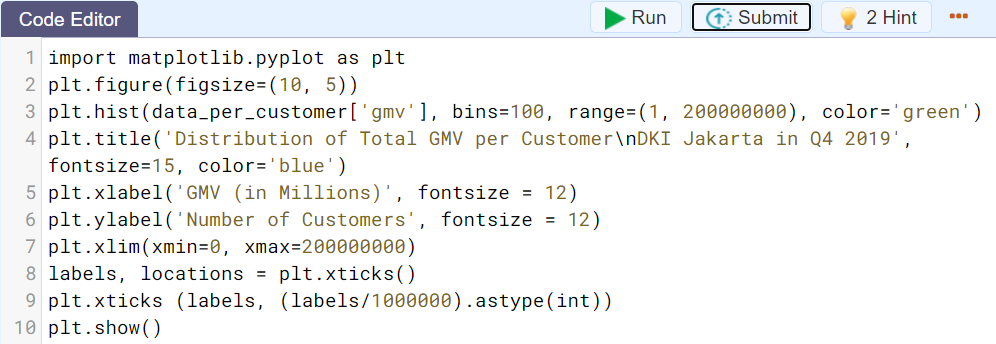 Code Editor Run Submit 2 Hint
1 import matplotlib.pyplot as plt
2 plt.figure(figsize=(10, 5))
3 plt.hist(data_per_customer['gmv'], bins=100, range=(1, 200000000), color='green')
4 plt.title('Distribution of Total GMV per Customer\nDKI Jakarta in Q4 2019',
fontsize=15, color='blue')
5 plt.xlabel('GMV (in Millions)', fontsize = 12)
6 plt.ylabel('Number of Customers', fontsize = 12)
7 plt.xlim(xmin=0, xmax=200000000)
8 labels, locations = plt.xticks()
9 plt.xticks (labels, (labels/1000000).astype(int))
10 plt.show()